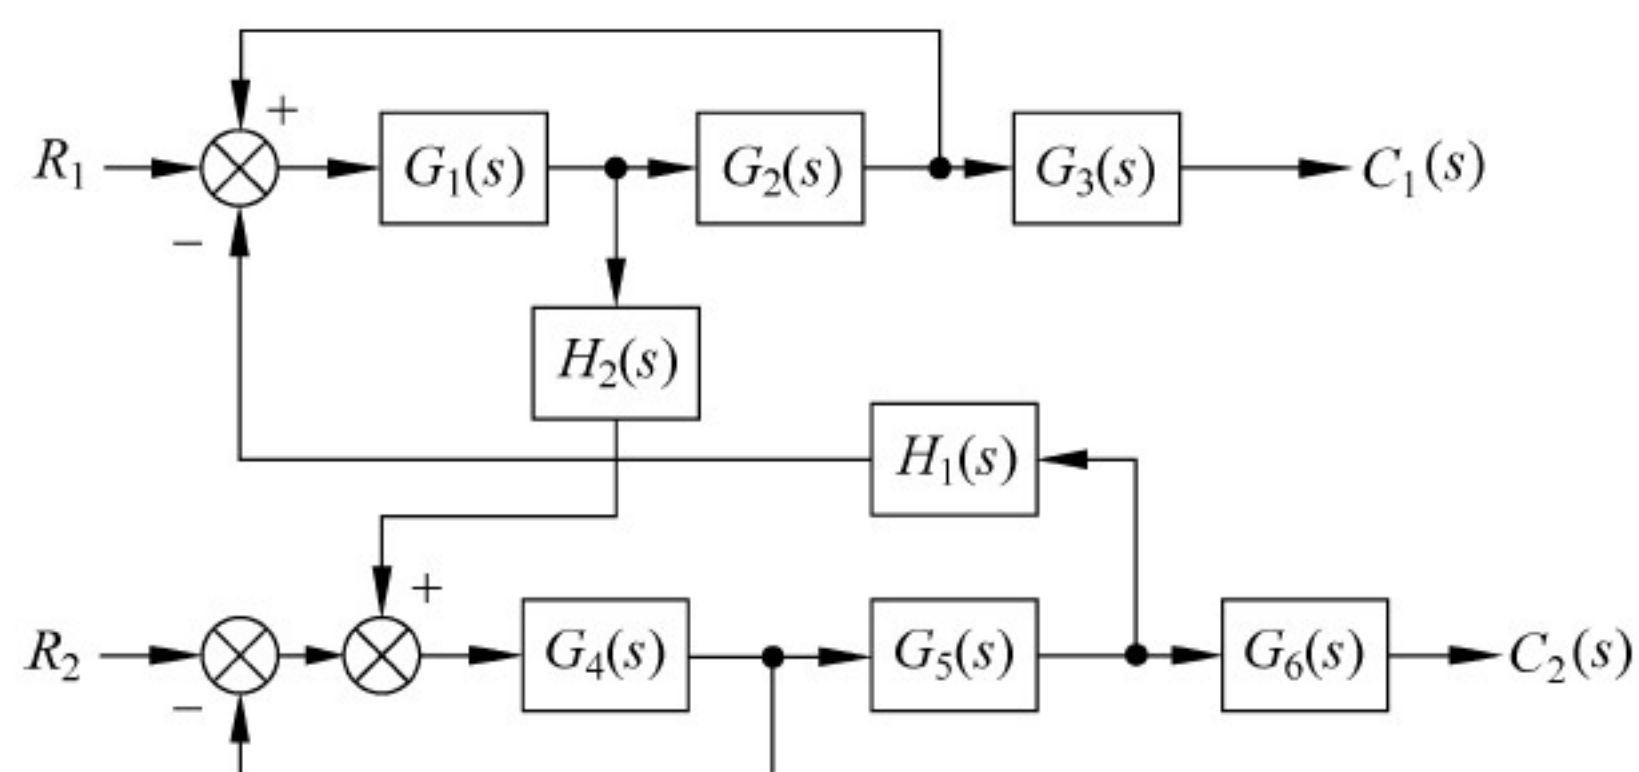 +
R₁ G₁(s) G₂(s) G₃(s) C₁(s)
−
H₂(s)
H₁(s)
+
R₂ G₄(s) G₅(s) G₆(s) C₂(s)
−